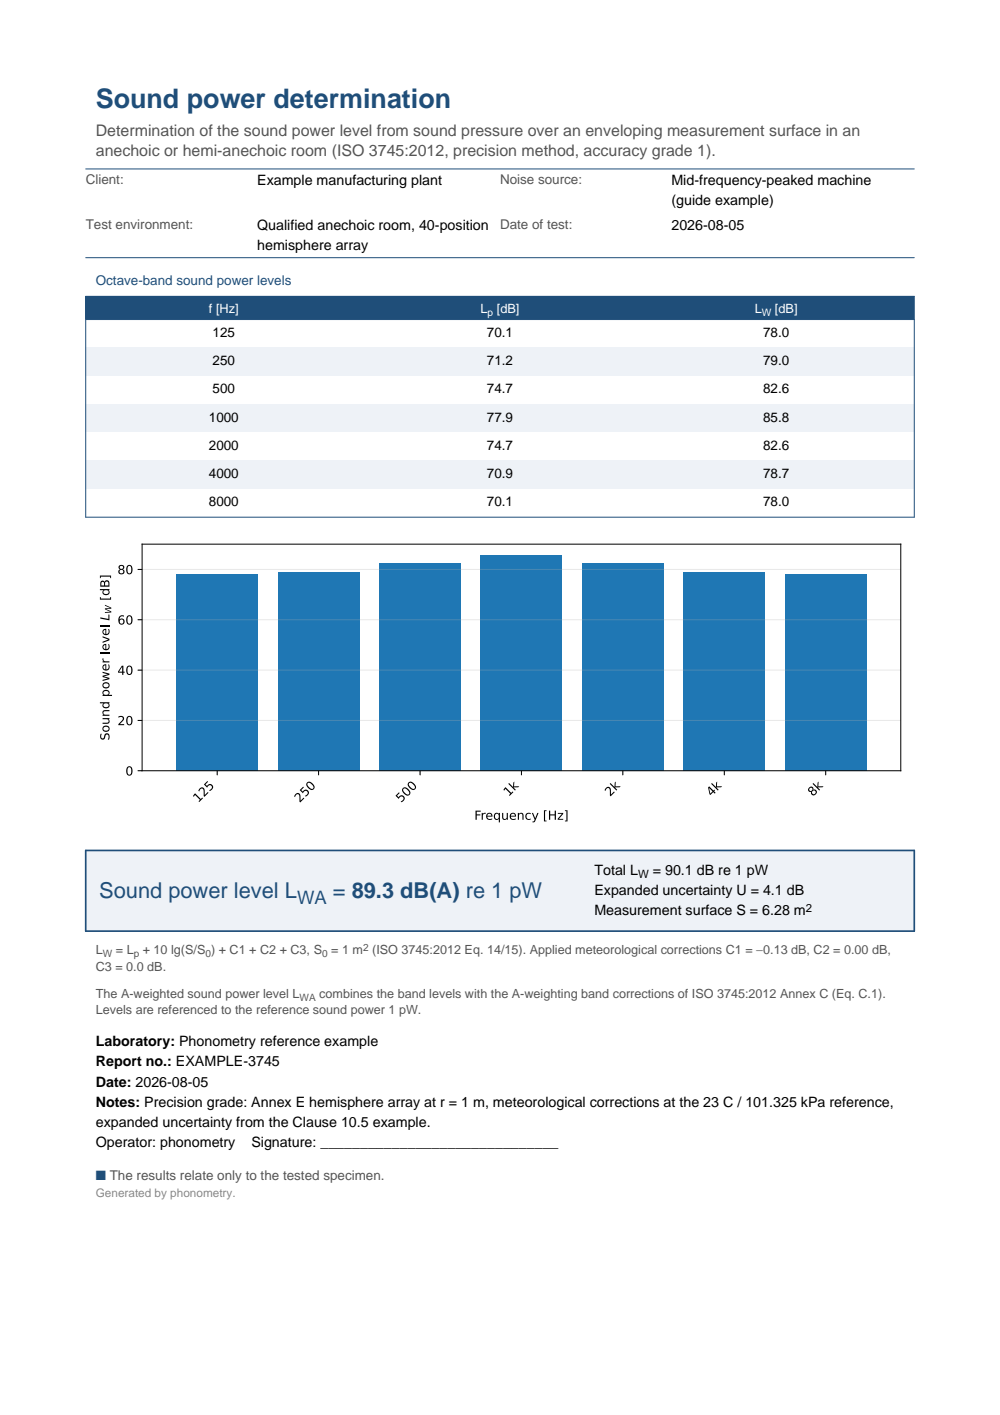 Sound power determination
Determination of the sound power level from sound pressure over an enveloping measurement surface in an
anechoic or hemi-anechoic room (ISO 3745:2012, precision method, accuracy grade 1).
Client: Example manufacturing plant Noise source: Mid-frequency-peaked machine
(guide example)
Test environment: Qualified anechoic room, 40-position Date of test: 2026-08-05
hemisphere array
Octave-band sound power levels
f [Hz] Lp [dB] LW [dB]
125 70.1 78.0
250 71.2 79.0
500 74.7 82.6
1000 77.9 85.8
2000 74.7 82.6
4000 70.9 78.7
8000 70.1 78.0
Sound power level LW [dB]
80
60
40
20
0
125 250 500 1k 2k 4k 8k
Frequency [Hz]
Sound power level LWA = 89.3 dB(A) re 1 pW
Total LW = 90.1 dB re 1 pW
Expanded uncertainty U = 4.1 dB
Measurement surface S = 6.28 m2
LW = Lp + 10 lg(S/S0) + C1 + C2 + C3, S0 = 1 m2 (ISO 3745:2012 Eq. 14/15). Applied meteorological corrections C1 = −0.13 dB, C2 = 0.00 dB,
C3 = 0.0 dB.
The A-weighted sound power level LWA combines the band levels with the A-weighting band corrections of ISO 3745:2012 Annex C (Eq. C.1).
Levels are referenced to the reference sound power 1 pW.
Laboratory: Phonometry reference example
Report no.: EXAMPLE-3745
Date: 2026-08-05
Notes: Precision grade: Annex E hemisphere array at r = 1 m, meteorological corrections at the 23 C / 101.325 kPa reference,
expanded uncertainty from the Clause 10.5 example.
Operator: phonometry Signature: ______________________________
The results relate only to the tested specimen.
Generated by phonometry.